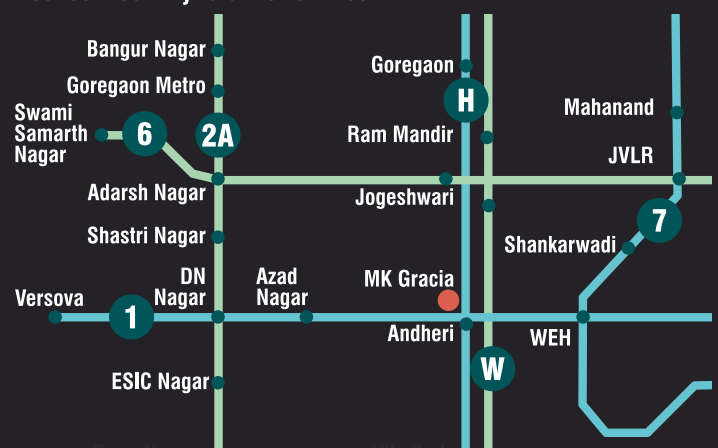 Bangur Nagar
Goregaon Metro
Swami
Samarth
Nagar
6
2A
Goregaon
H
Ram Mandir
Mahanand
JVLR
Adarsh Nagar
Jogeshwari
Shastri Nagar
7
Shankarwadi
DN
Nagar
Azad
Nagar
MK Gracia
Versova
1
Andheri
WEH
ESIC Nagar
W